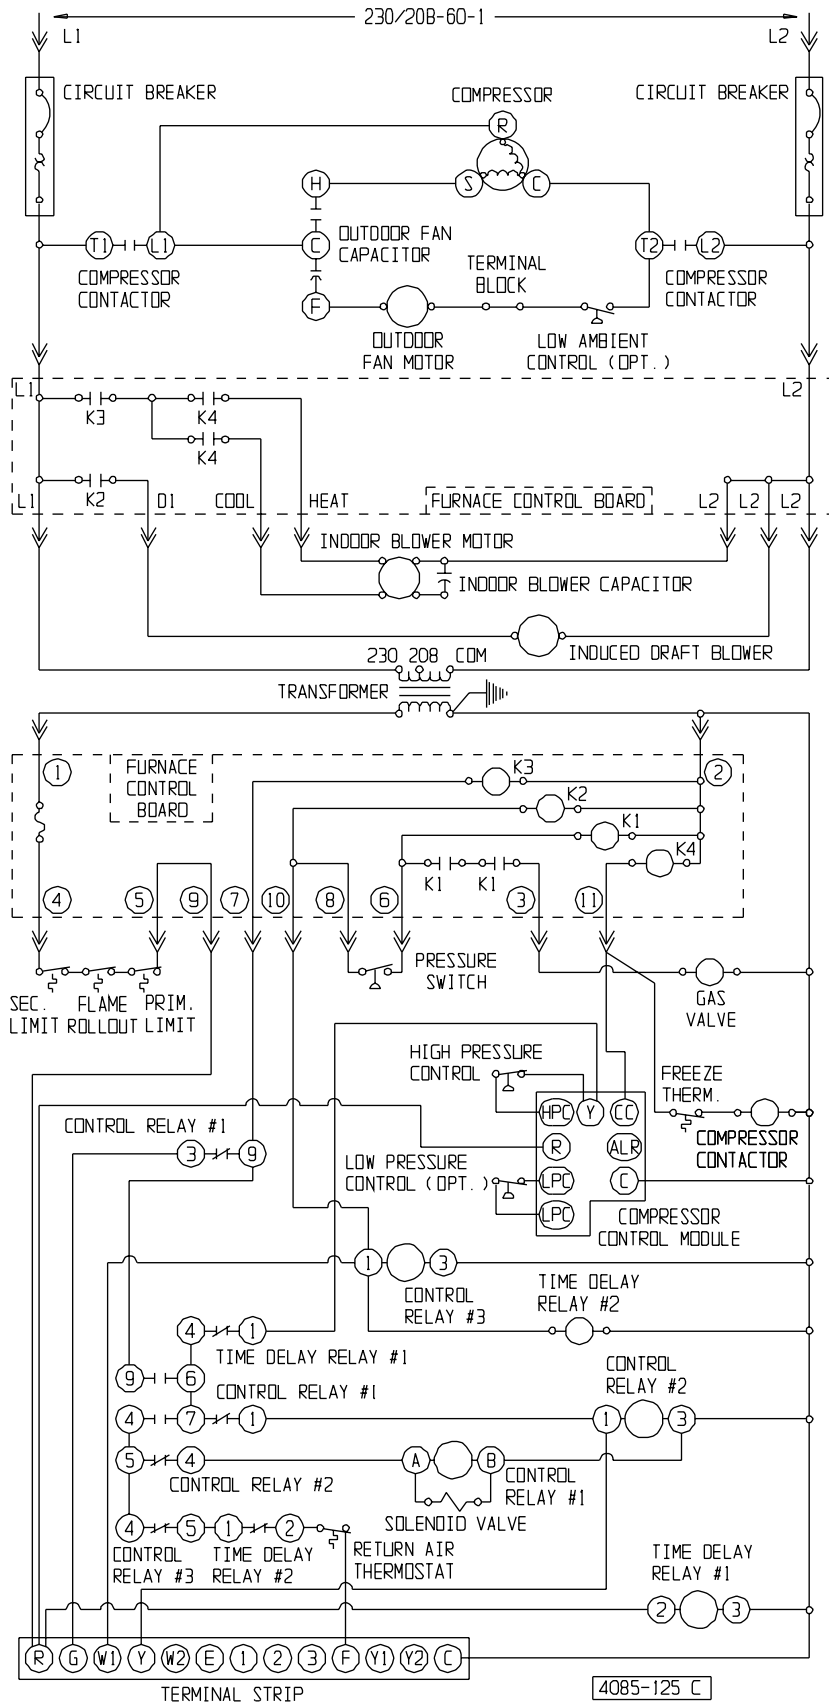 230/208-60-1
L1
L2
CIRCUIT BREAKER
COMPRESSOR
CIRCUIT BREAKER
R
H
S
C
T1
L1
C
OUTDOOR FAN
CAPACITOR
T2
L2
COMPRESSOR
CONTACTOR
TERMINAL
BLOCK
COMPRESSOR
CONTACTOR
F
OUTDOOR
FAN MOTOR
LOW AMBIENT
CONTROL (OPT.)
L1
L2
K3
K4
K4
L1
K2
D1
COOL
HEAT
FURNACE CONTROL BOARD
L2
L2
L2
INDOOR BLOWER MOTOR
INDOOR BLOWER CAPACITOR
INDUCED DRAFT BLOWER
230 208 COM
TRANSFORMER
1
FURNACE
CONTROL
BOARD
K3
2
K2
K1
K4
K1
K1
4
5
9
7
10
8
6
3
11
PRESSURE
SWITCH
SEC.
LIMIT
FLAME
ROLLOUT
PRIM.
LIMIT
GAS
VALVE
HIGH PRESSURE
CONTROL
FREEZE
THERM.
HPC
Y
CC
CONTROL RELAY #1
3
9
R
ALR
COMPRESSOR
CONTACTOR
LOW PRESSURE
CONTROL (OPT.)
LPC
C
LPC
COMPRESSOR
CONTROL MODULE
1
3
CONTROL
RELAY #3
TIME DELAY
RELAY #2
4
1
TIME DELAY RELAY #1
9
6
CONTROL RELAY #1
CONTROL
RELAY #2
4
7
1
1
3
5
4
CONTROL RELAY #2
A
B
CONTROL
RELAY #1
SOLENOID VALVE
4
5
1
2
CONTROL
RELAY #3
TIME DELAY
RELAY #2
RETURN AIR
THERMOSTAT
TIME DELAY
RELAY #1
2
3
R
G
W1
Y
W2
E
1
2
3
F
Y1
Y2
C
TERMINAL STRIP
4085-125 C